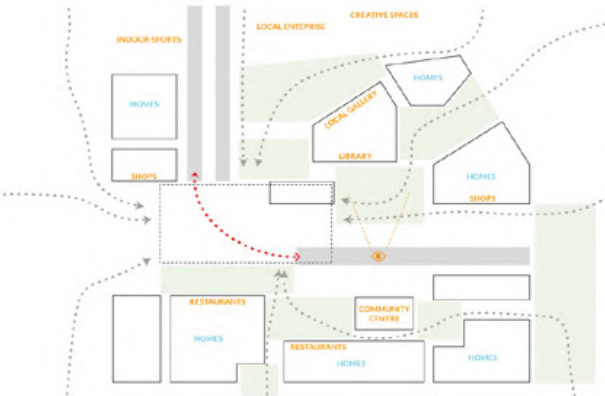 CREATIVE SPACES
LOCAL ENTEPRISE
INDOOR SPORTS
HOMES
HOMES
LOCAL GALLERY
LIBRARY
HOMES
SHOPS
SHOPS
RESTAURANTS
COMMUNITY
CENTRE
HOMES
RESTAURANTS
HOMES
HOMES